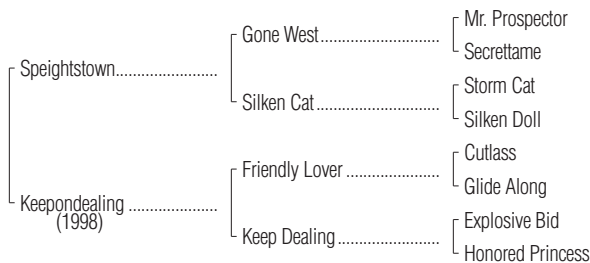 Mr. Prospector
Gone West
Secrettame
Speightstown
Storm Cat
Silken Cat
Silken Doll
Cutlass
Friendly Lover
Glide Along
Keepondealing
(1998)
Explosive Bid
Keep Dealing
Honored Princess